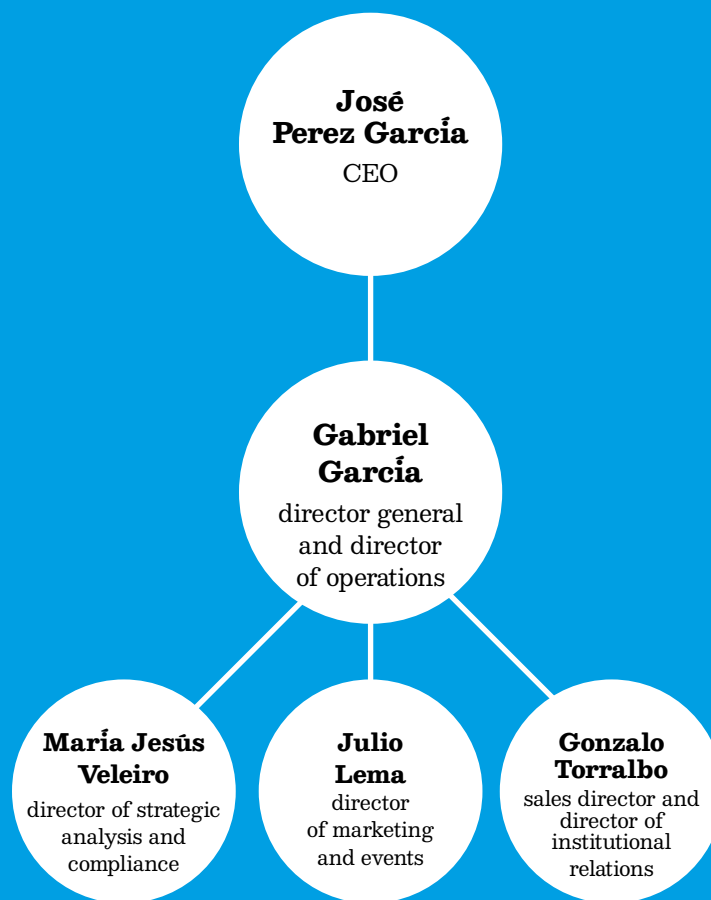 José
Perez García
CEO
Gabriel
García
director general
and director
of operations
María Jesús
Veleiro
director of strategic
analysis and
compliance
Julio
Lema
director
of marketing
and events
Gonzalo
Torralbo
sales director and
director of
institutional
relations